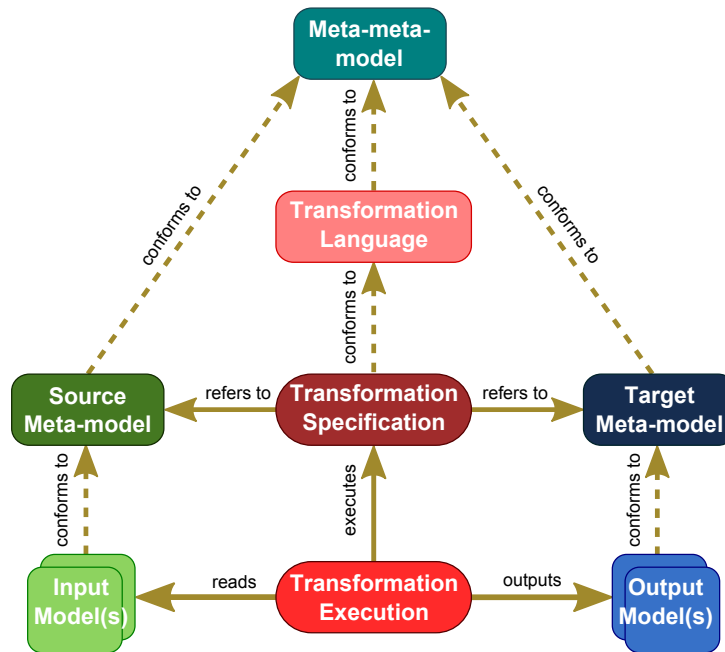 Meta-meta-
model
conforms to
conforms to
conforms to
Transformation
Language
conforms to
Source
Meta-model
refers to
Transformation
Specification
refers to
Target
Meta-model
conforms to
executes
conforms to
Input
Model(s)
reads
Transformation
Execution
outputs
Output
Model(s)